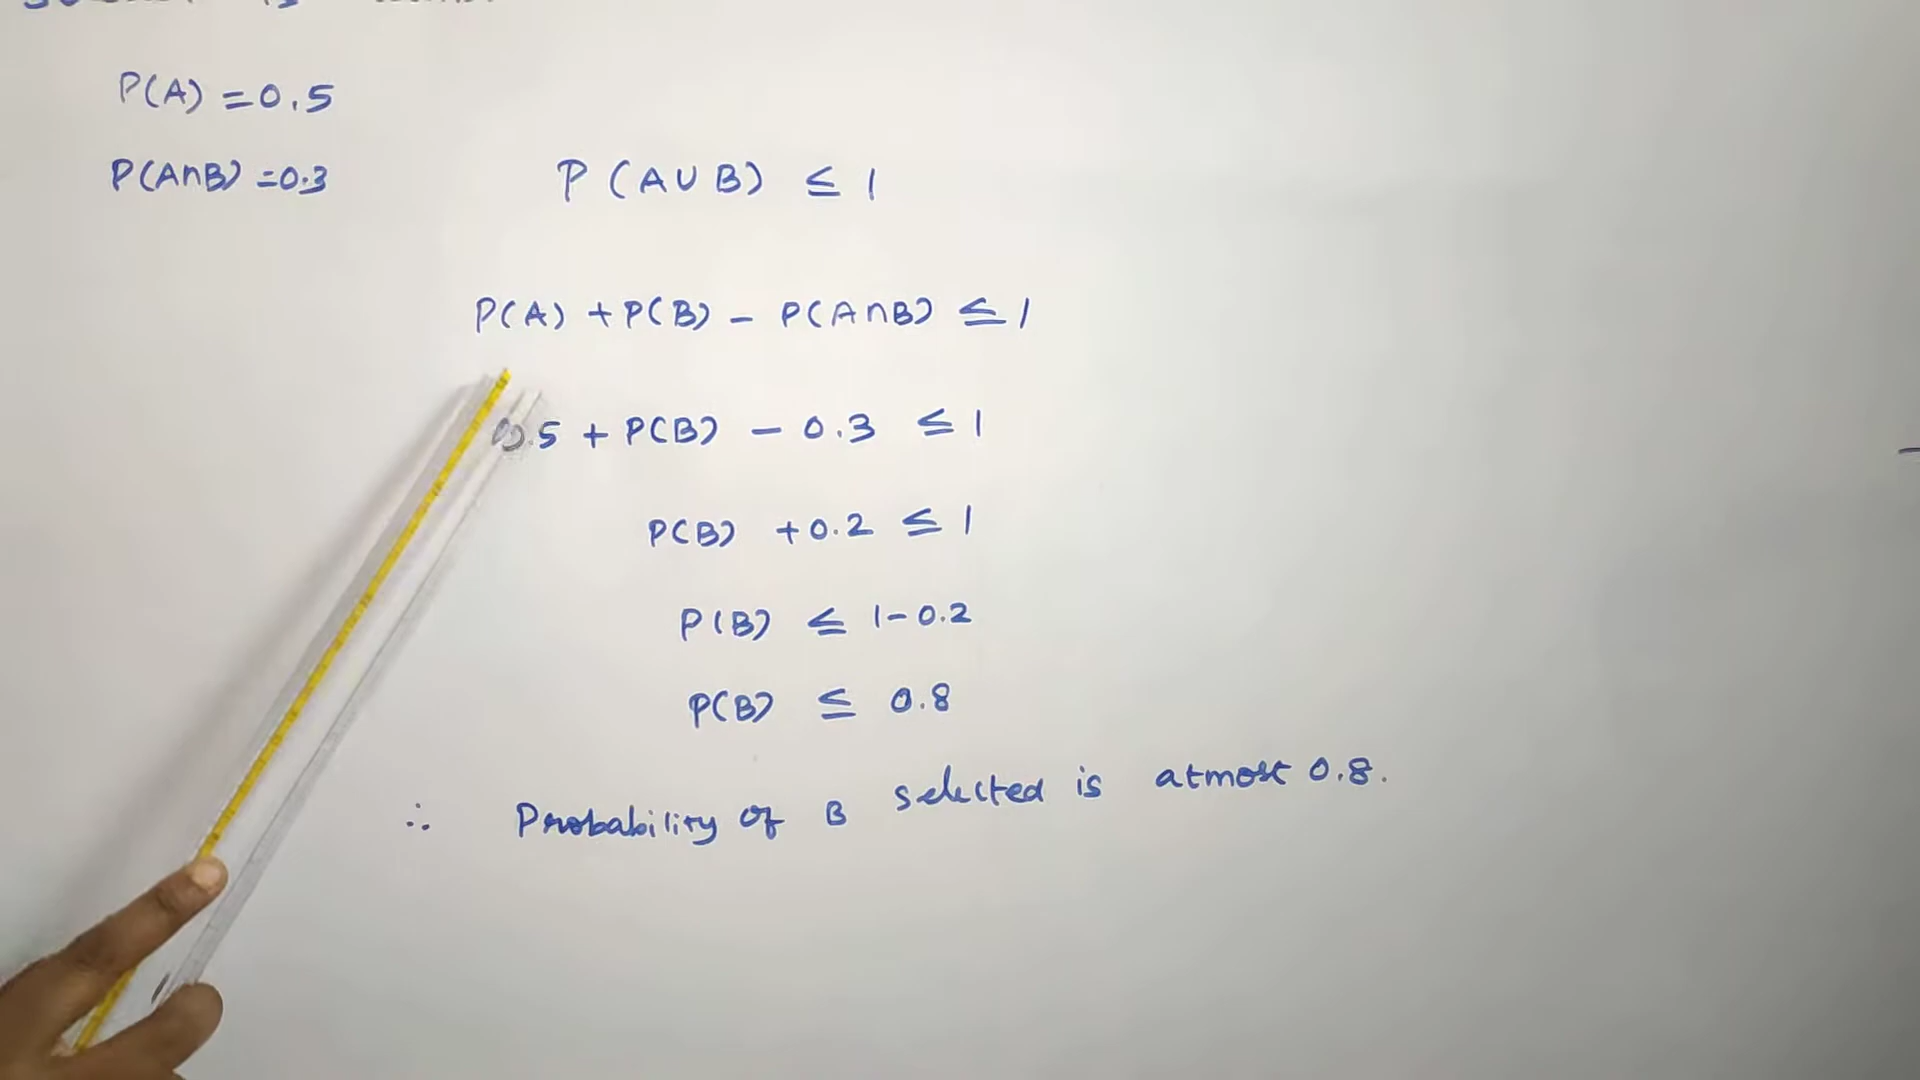 is
P(A) = 0.5
P(A∩B) = 0.3
P(A∪B) ≤ 1
P(A) + P(B) - P(A∩B) ≤ 1
0.5 + P(B) - 0.3 ≤ 1
P(B) + 0.2 ≤ 1
P(B) ≤ 1 - 0.2
P(B) ≤ 0.8
∴ Probability of B selected is atmost 0.8.